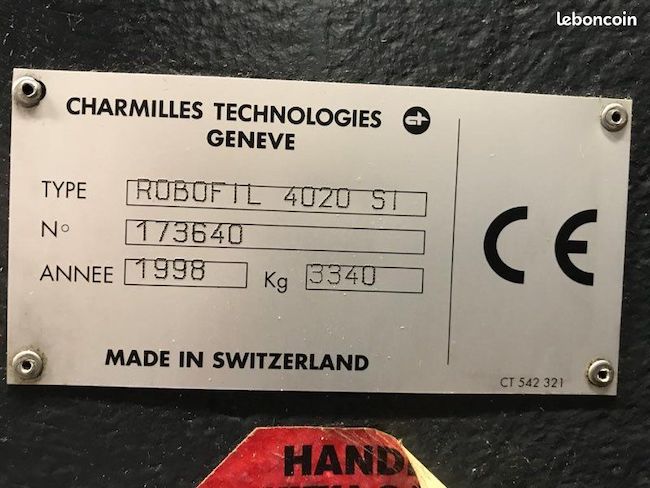 leboncoin
CHARMILLES TECHNOLOGIES
GENEVE
TYPE ROBOFIL 4020 SI
No 173640
ANNEE 1998 Kg 3340
CE
MADE IN SWITZERLAND
CT 542 321